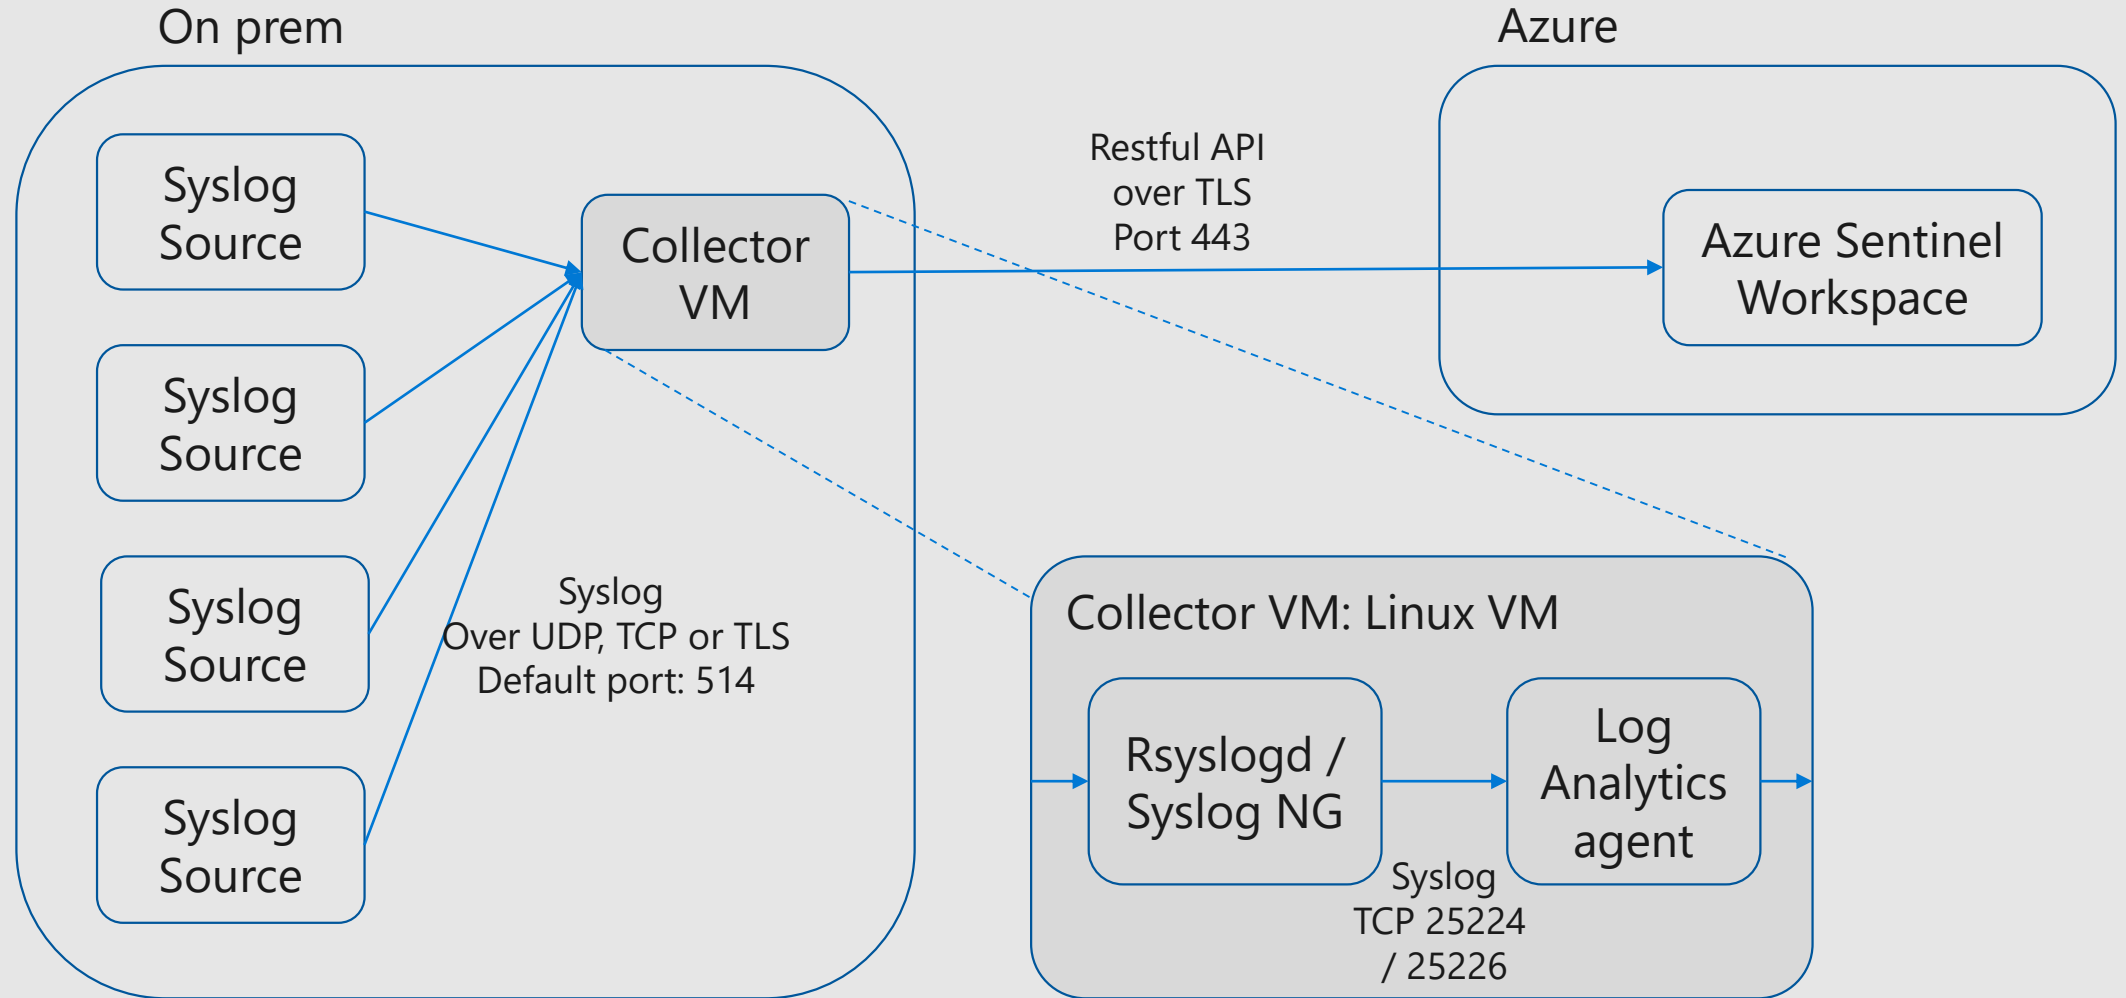 On prem
Azure
Syslog
Source
Syslog
Source
Syslog
Source
Syslog
Source
Collector
VM
Syslog
Over UDP, TCP or TLS
Default port: 514
Restful API
over TLS
Port 443
Azure Sentinel
Workspace
Collector VM: Linux VM
Rsyslogd /
Syslog NG
Syslog
TCP 25224
/ 25226
Log
Analytics
agent